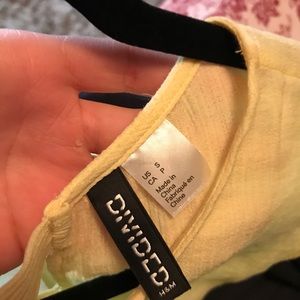 US S
CA P
Made in
China
Fabriqué en
Chine
DIVIDED
H&M